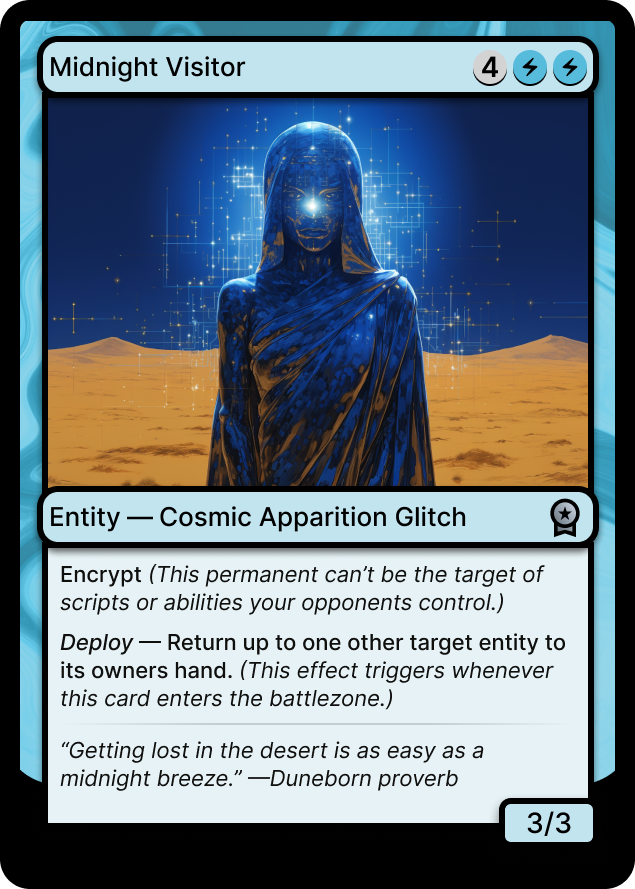 Midnight Visitor 4
Entity — Cosmic Apparition Glitch
Encrypt (This permanent can’t be the target of
scripts or abilities your opponents control.)
Deploy — Return up to one other target entity to
its owners hand. (This effect triggers whenever
this card enters the battlezone.)
“Getting lost in the desert is as easy as a
midnight breeze.” —Duneborn proverb
3/3